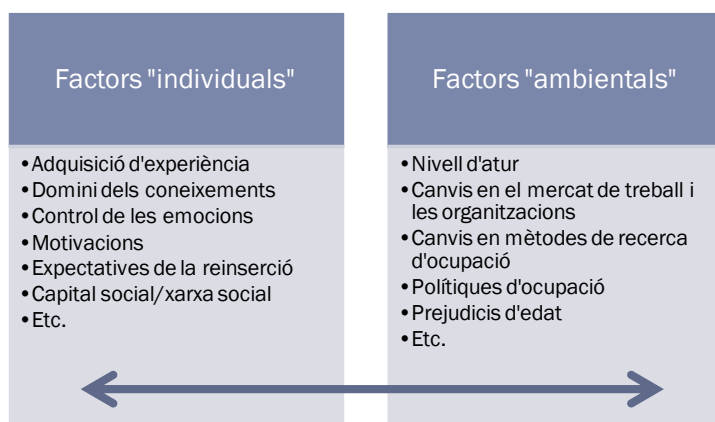 Factors "individuals"
•Adquisició d'experiència
•Domini dels coneixements
•Control de les emocions
•Motivacions
•Expectatives de la reinserció
•Capital social/xarxa social
•Etc.
Factors "ambientals"
•Nivell d'atur
•Canvis en el mercat de treball i
les organitzacions
•Canvis en mètodes de recerca
d'ocupació
•Polítiques d'ocupació
•Prejudicis d'edat
•Etc.